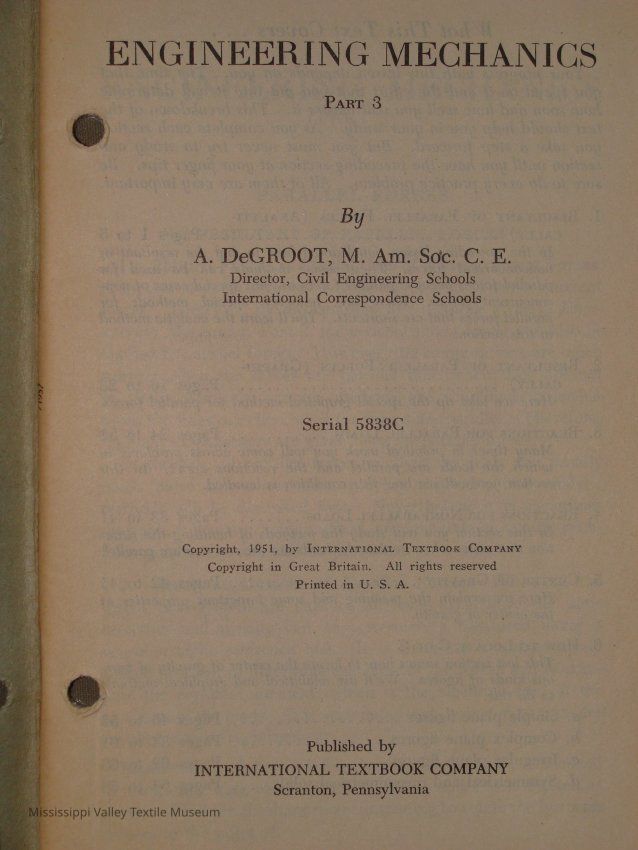 ENGINEERING MECHANICS
PART 3
By
A. DeGROOT, M. Am. Soc. C. E.
Director, Civil Engineering Schools
International Correspondence Schools
Serial 5838C
Copyright, 1951, by INTERNATIONAL TEXTBOOK COMPANY
Copyright in Great Britain. All rights reserved
Printed in U. S. A.
Published by
INTERNATIONAL TEXTBOOK COMPANY
Scranton, Pennsylvania
Mississippi Valley Textile Museum